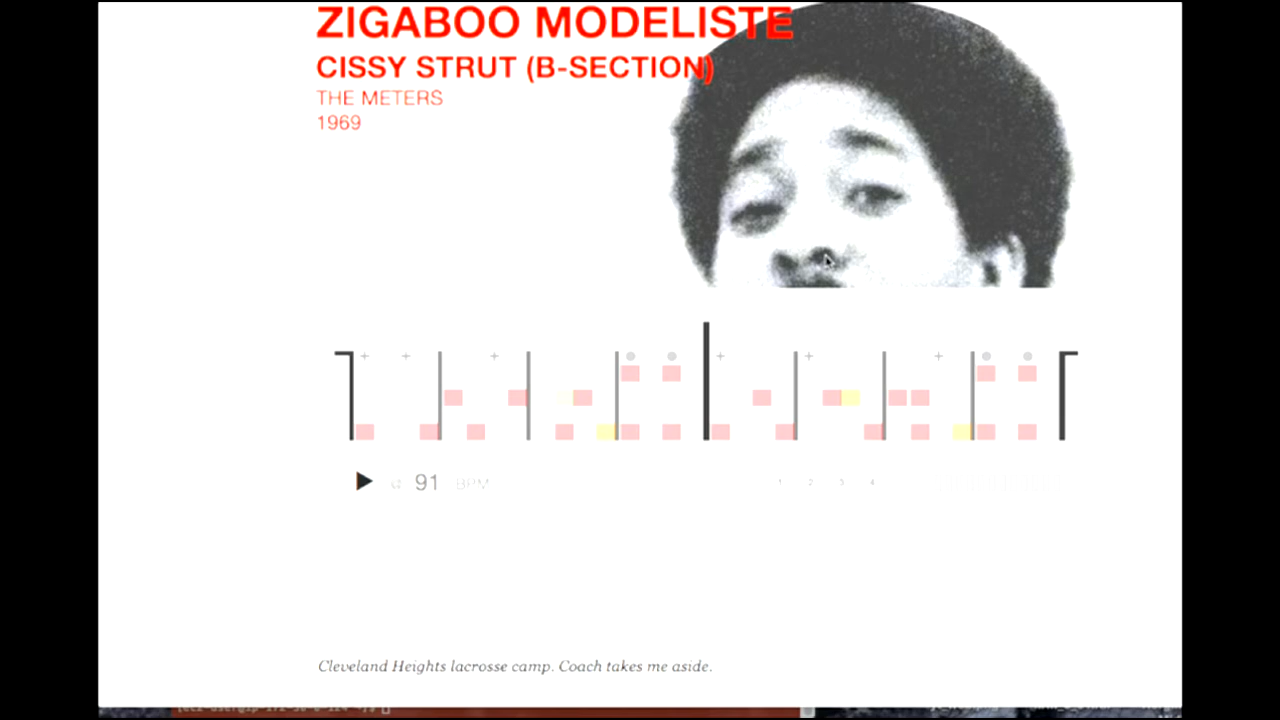 ZIGABOO MODELISTE
CISSY STRUT (B-SECTION)
THE METERS
1969
91 BPM
1 2 3 4
Cleveland Heights lacrosse camp. Coach takes me aside.